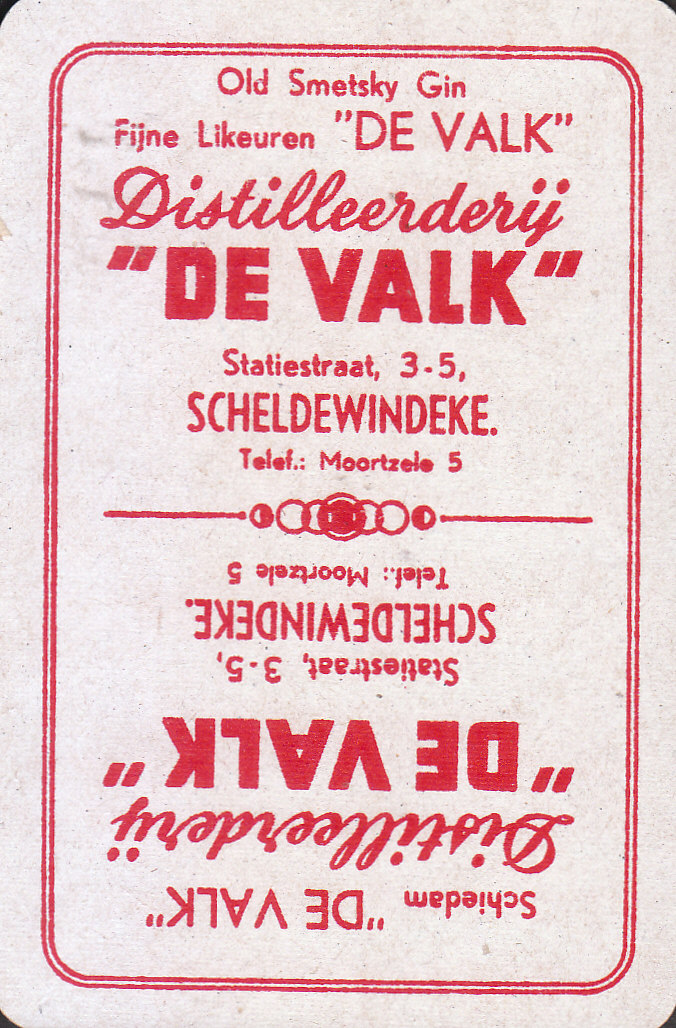 Old Smetsky Gin
Fijne Likeuren "DE VALK"
Distilleerderij
"DE VALK"
Statiestraat, 3-5,
SCHELDEWINDEKE.
Telef.: Moortzele 5
Telef.: Moortzele 5
SCHELDEWINDEKE.
Statiestraat, 3-5,
"DE VALK"
Distilleerderij
Schiedam "DE VALK"